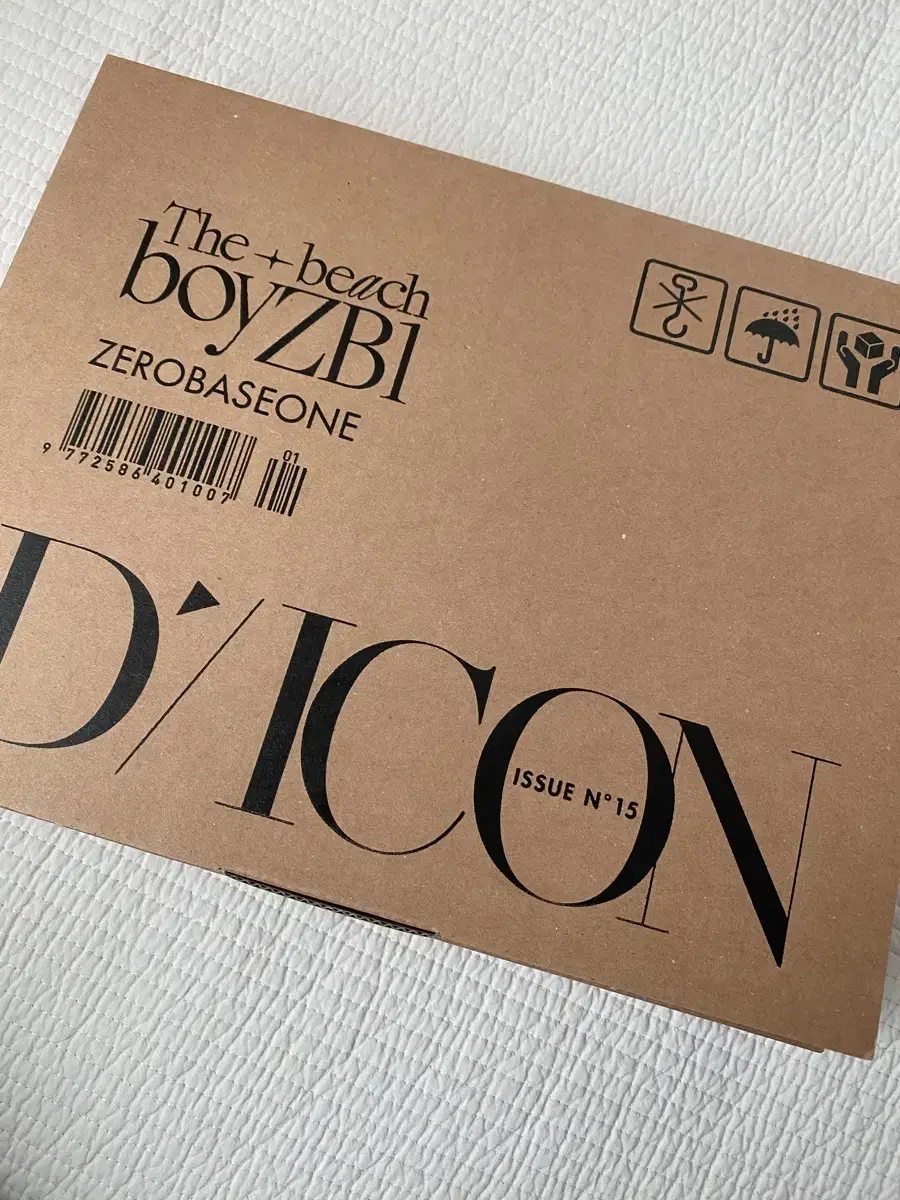 The beach
boyZB1
ZEROBASEONE
01
9 772586 401007
D'/ICON
ISSUE N°15